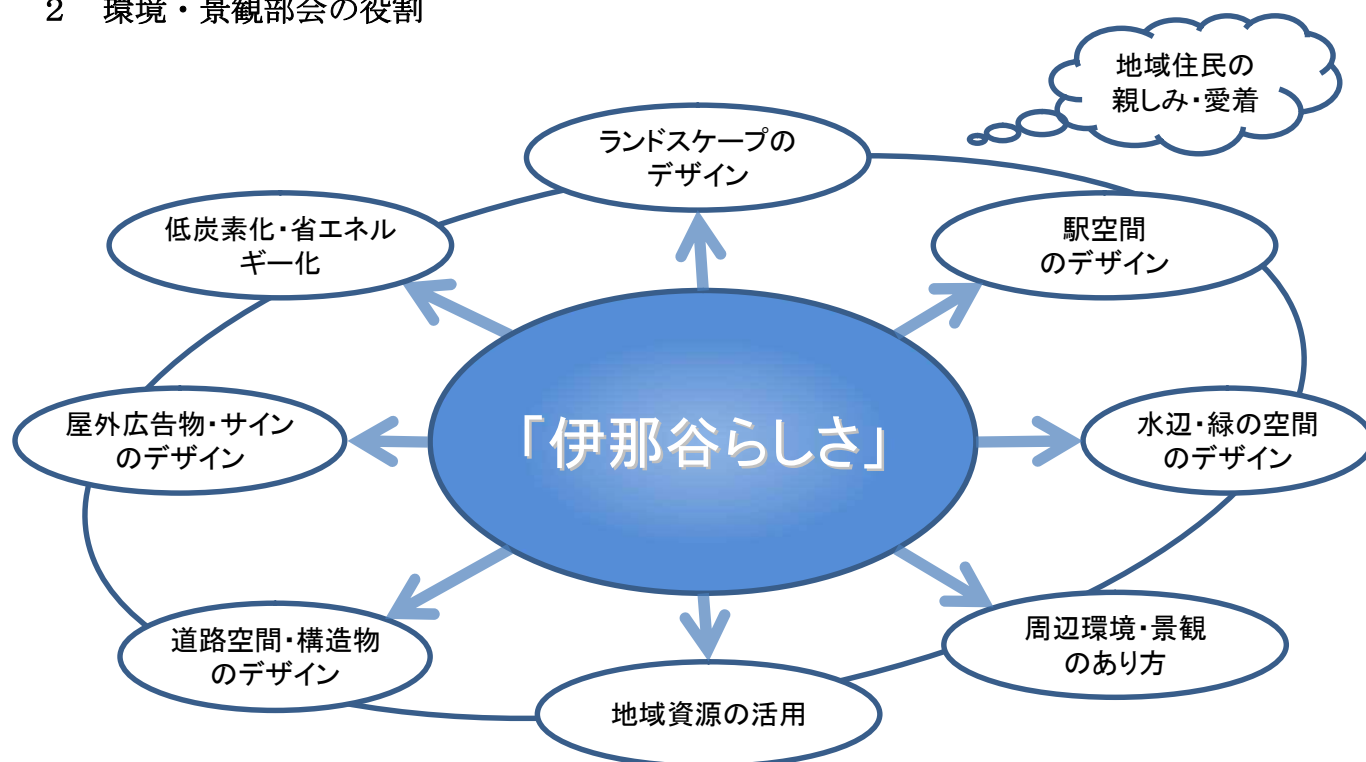 ２　環境・景観部会の役割
地域住民の
親しみ・愛着
ランドスケープの
デザイン
低炭素化・省エネル
ギー化
駅空間
のデザイン
「伊那谷らしさ」
屋外広告物・サイン
のデザイン
水辺・緑の空間
のデザイン
道路空間・構造物
のデザイン
周辺環境・景観
のあり方
地域資源の活用